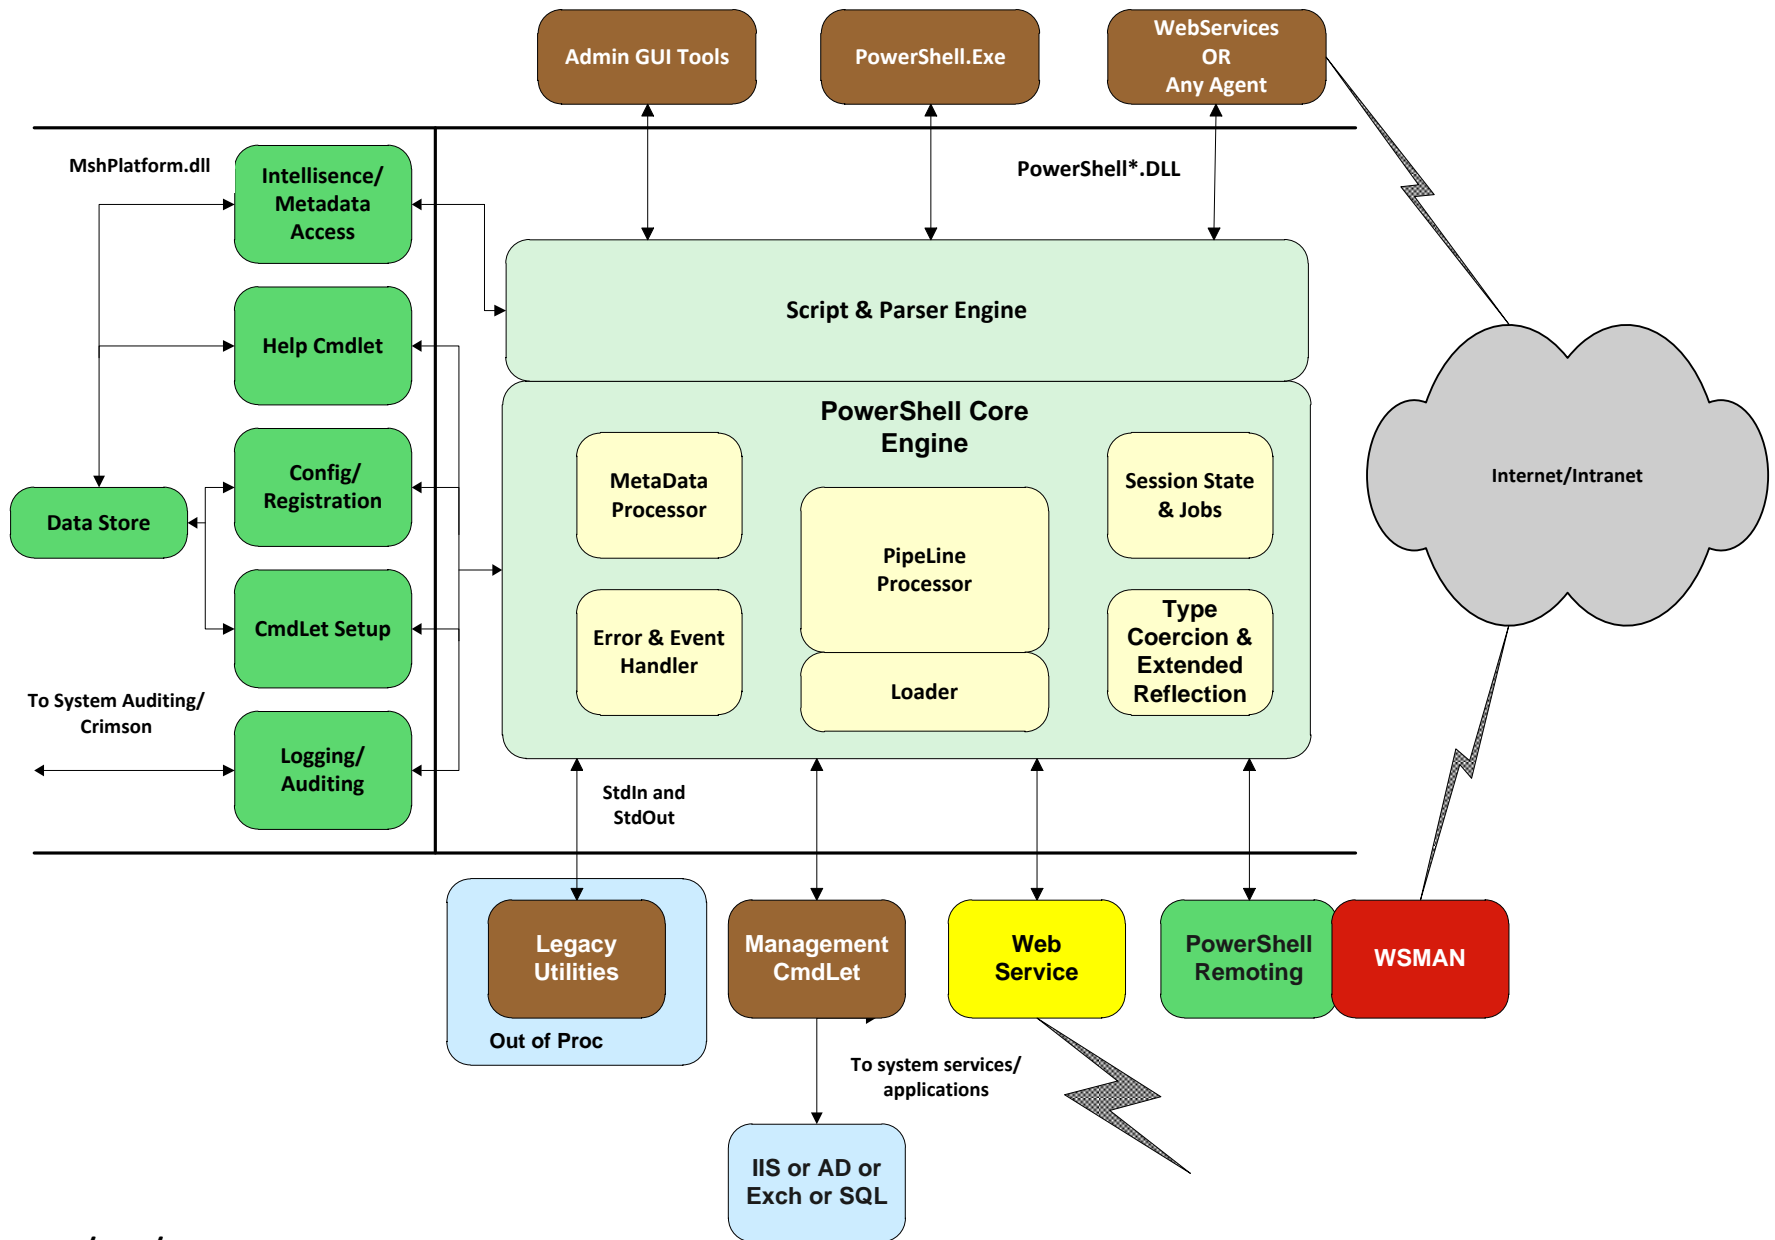 Admin GUI Tools
PowerShell.Exe
WebServices
OR
Any Agent
MshPlatform.dll
PowerShell*.DLL
Intellisence/
Metadata
Access
Script & Parser Engine
Help Cmdlet
PowerShell Core
Engine
Config/
Registration
Data Store
MetaData
Processor
Session State
& Jobs
Internet/Intranet
PipeLine
Processor
CmdLet Setup
Error & Event
Handler
Type
Coercion &
Extended
Reflection
Loader
To System Auditing/
Crimson
Logging/
Auditing
StdIn and
StdOut
Legacy
Utilities
Out of Proc
Management
CmdLet
Web
Service
PowerShell
Remoting
WSMAN
To system services/
applications
IIS or AD or
Exch or SQL